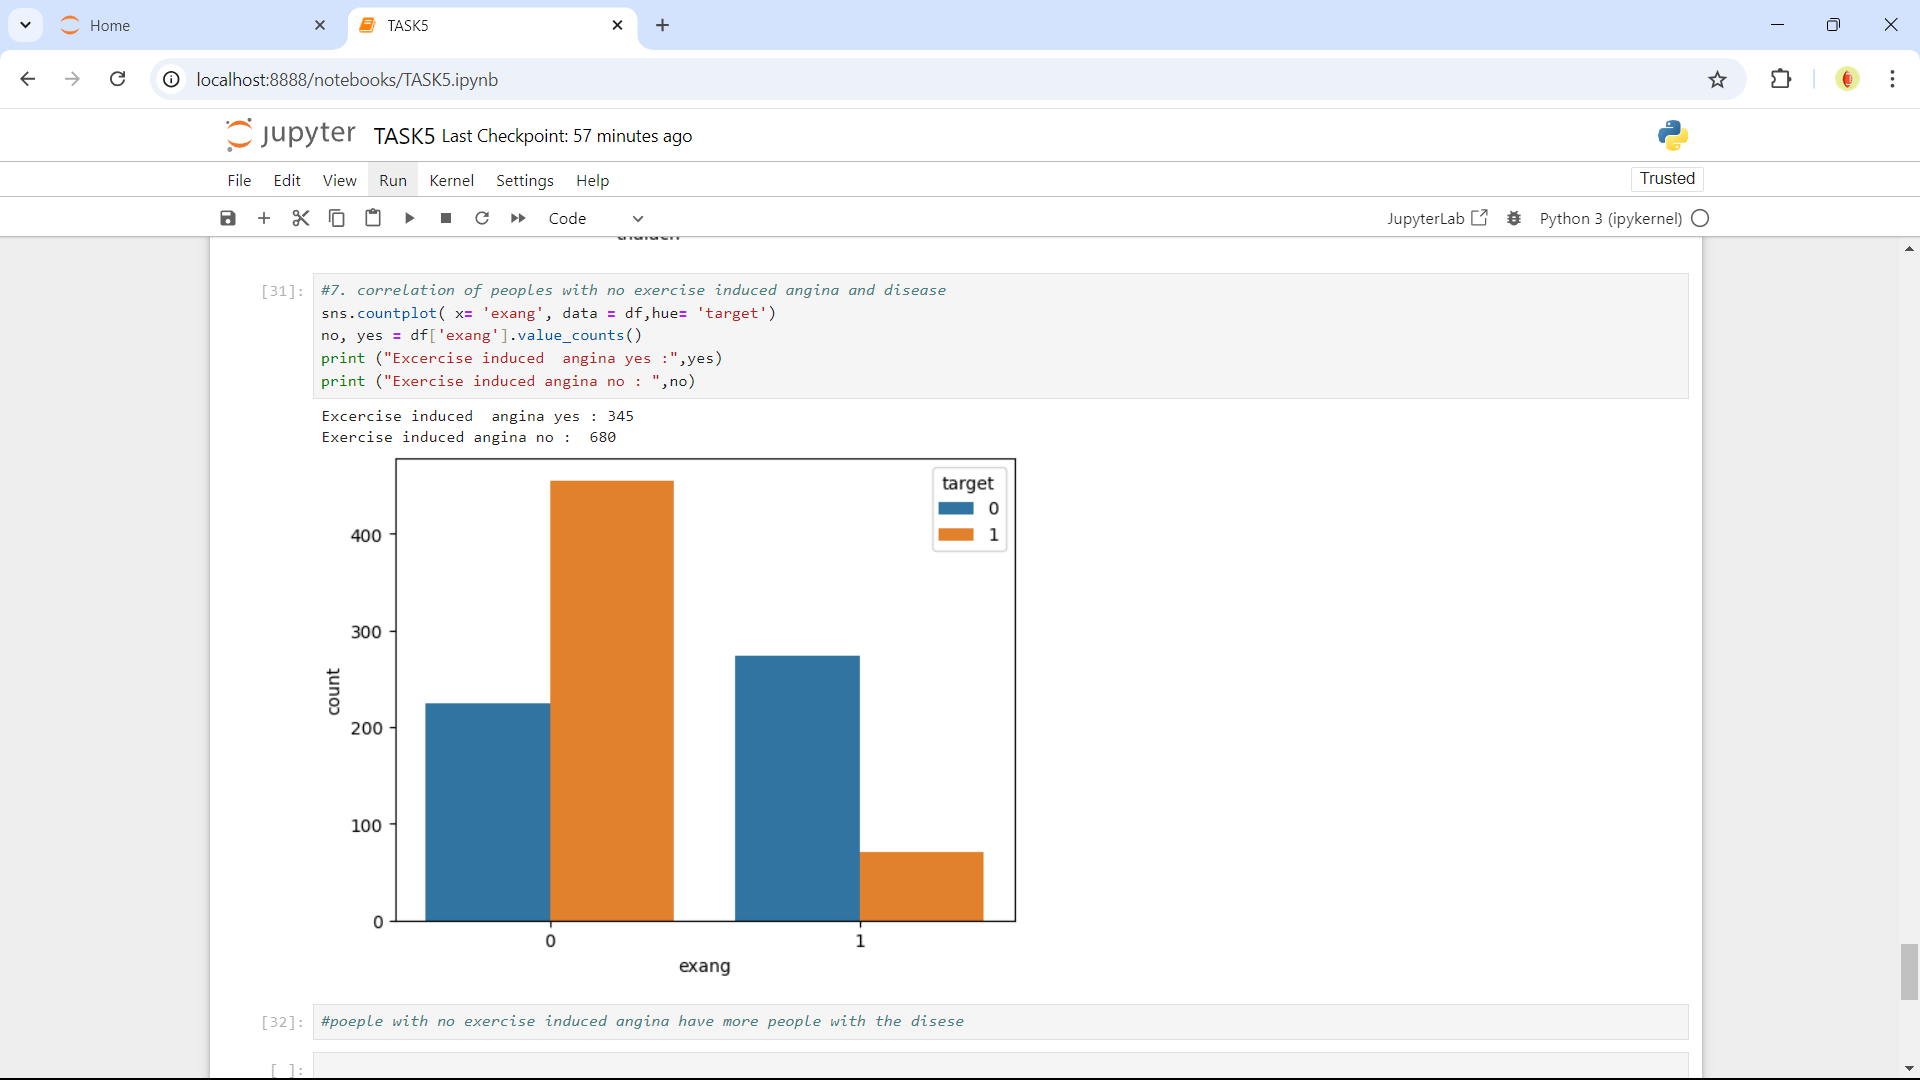 Home
TASK5
localhost:8888/notebooks/TASK5.ipynb
jupyter TASK5 Last Checkpoint: 57 minutes ago
File Edit View Run Kernel Settings Help
Trusted
Code
JupyterLab
Python 3 (ipykernel)
[31]:
#7. correlation of peoples with no exercise induced angina and disease
sns.countplot( x= 'exang', data = df,hue= 'target')
no, yes = df['exang'].value_counts()
print ("Excercise induced  angina yes :",yes)
print ("Exercise induced angina no : ",no)
Excercise induced  angina yes : 345
Exercise induced angina no :  680
target
0
1
400
300
200
100
0
count
0 1
exang
[32]:
#poeple with no exercise induced angina have more people with the disese
[ ]: